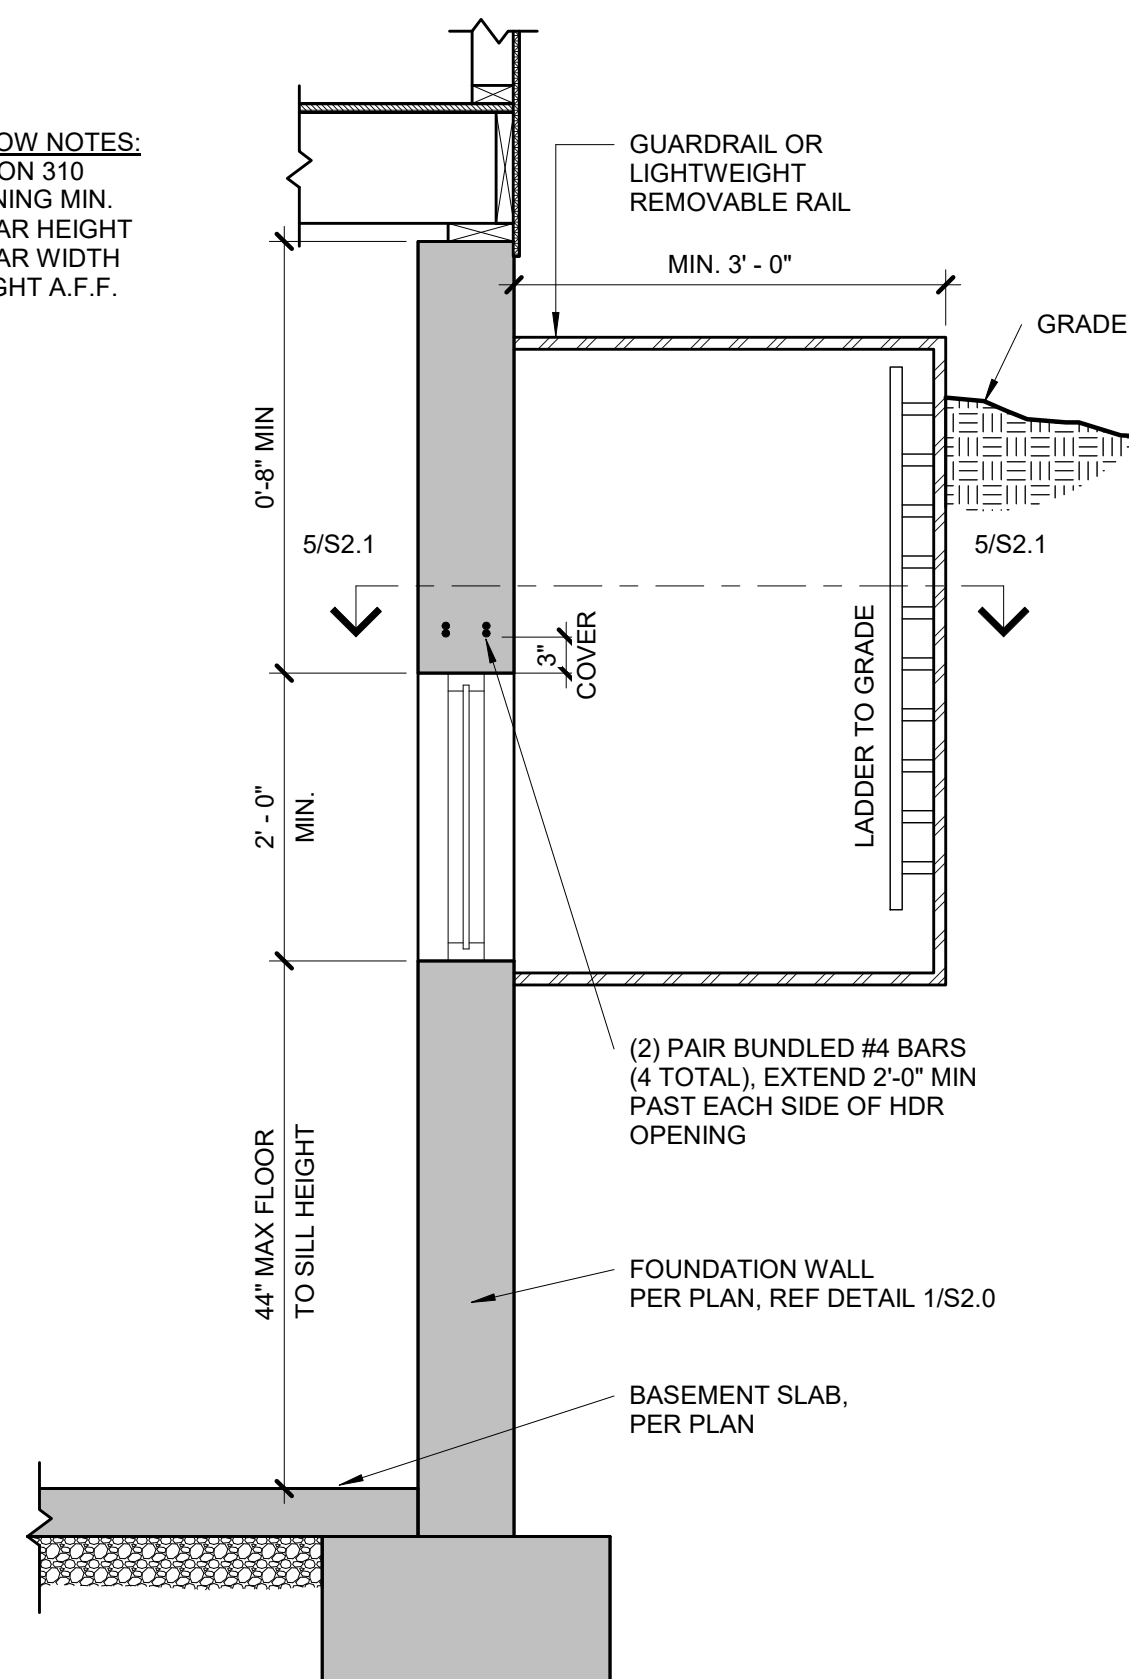 OW NOTES:
ON 310
NING MIN.
AR HEIGHT
AR WIDTH
GHT A.F.F.
GUARDRAIL OR
LIGHTWEIGHT
REMOVABLE RAIL
MIN. 3' - 0"
GRADE
0'-8" MIN
5/S2.1
5/S2.1
3"
COVER
LADDER TO GRADE
2' - 0"
MIN.
(2) PAIR BUNDLED #4 BARS
(4 TOTAL), EXTEND 2'-0" MIN
PAST EACH SIDE OF HDR
OPENING
44" MAX FLOOR
TO SILL HEIGHT
FOUNDATION WALL
PER PLAN, REF DETAIL 1/S2.0
BASEMENT SLAB,
PER PLAN